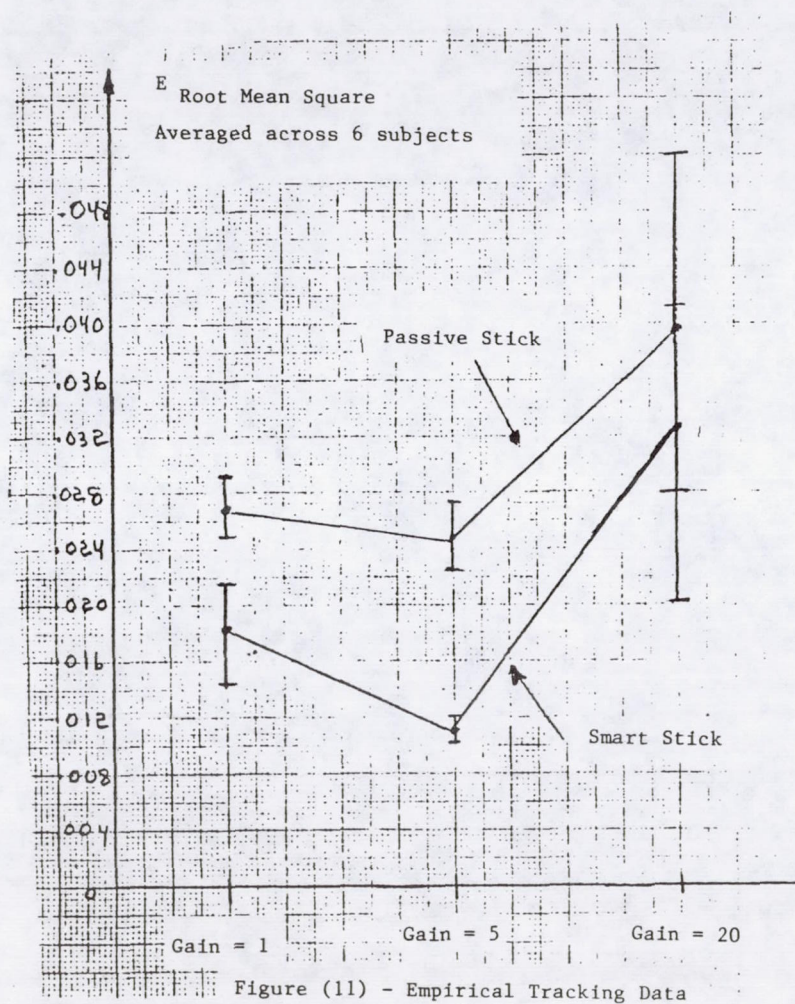 E Root Mean Square
Averaged across 6 subjects
.048
.044
.040
.036
.032
.028
.024
020
016
012
.008
.004
0
Passive Stick
Smart Stick
Gain = 1
Gain = 5
Gain = 20
Figure (11) - Empirical Tracking Data